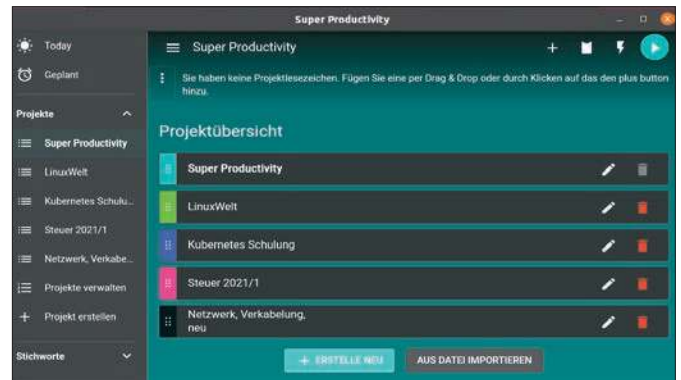 Super Productivity
Today
Geplant
Projekte
Super Productivity
LinuxWelt
Kubernetes Schulu...
Steuer 2021/1
Netzwerk, Verkabe...
Projekte verwalten
Projekt erstellen
Stichworte
Super Productivity
Sie haben keine Projektlesezeichen. Fügen Sie eine per Drag & Drop oder durch Klicken auf das den plus button
hinzu.
Projektübersicht
Super Productivity
LinuxWelt
Kubernetes Schulung
Steuer 2021/1
Netzwerk, Verkabelung,
neu
+ ERSTELLE NEU
AUS DATEI IMPORTIEREN